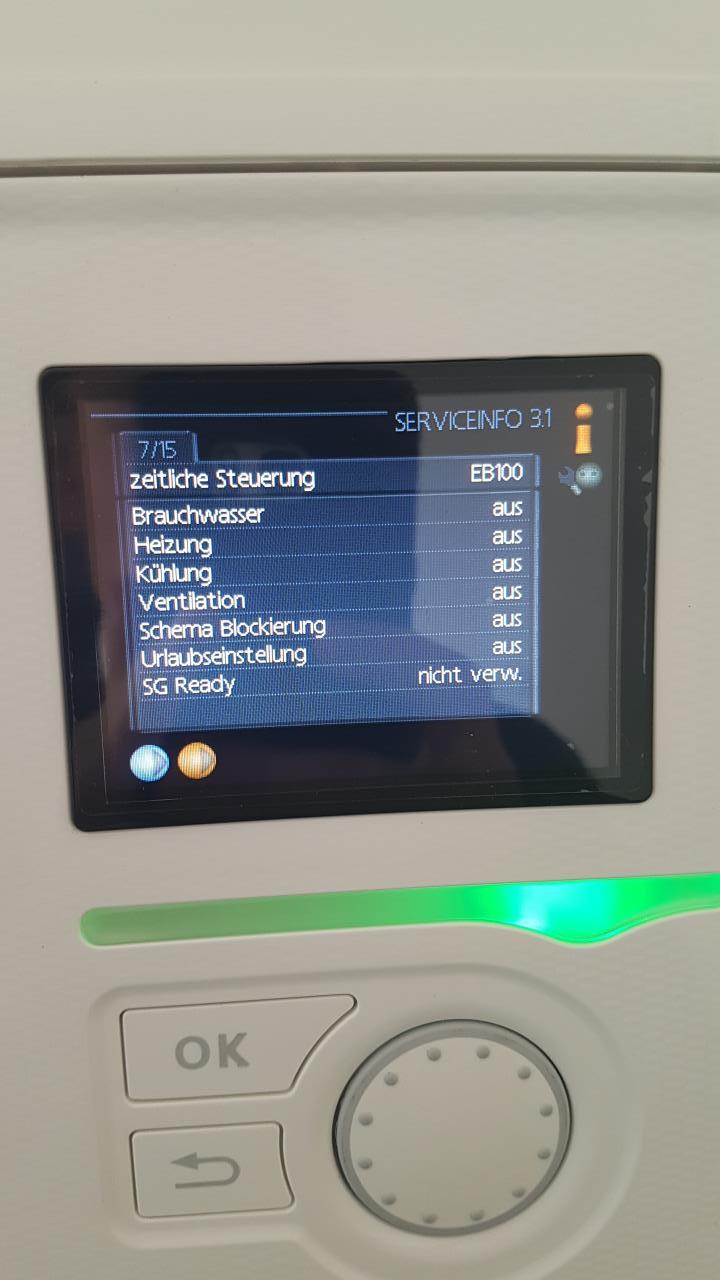 SERVICEINFO 3.1
7/15
zeitliche Steuerung EB100
Brauchwasser aus
Heizung aus
Kühlung aus
Ventilation aus
Schema Blockierung aus
Urlaubseinstellung aus
SG Ready nicht verw.
OK